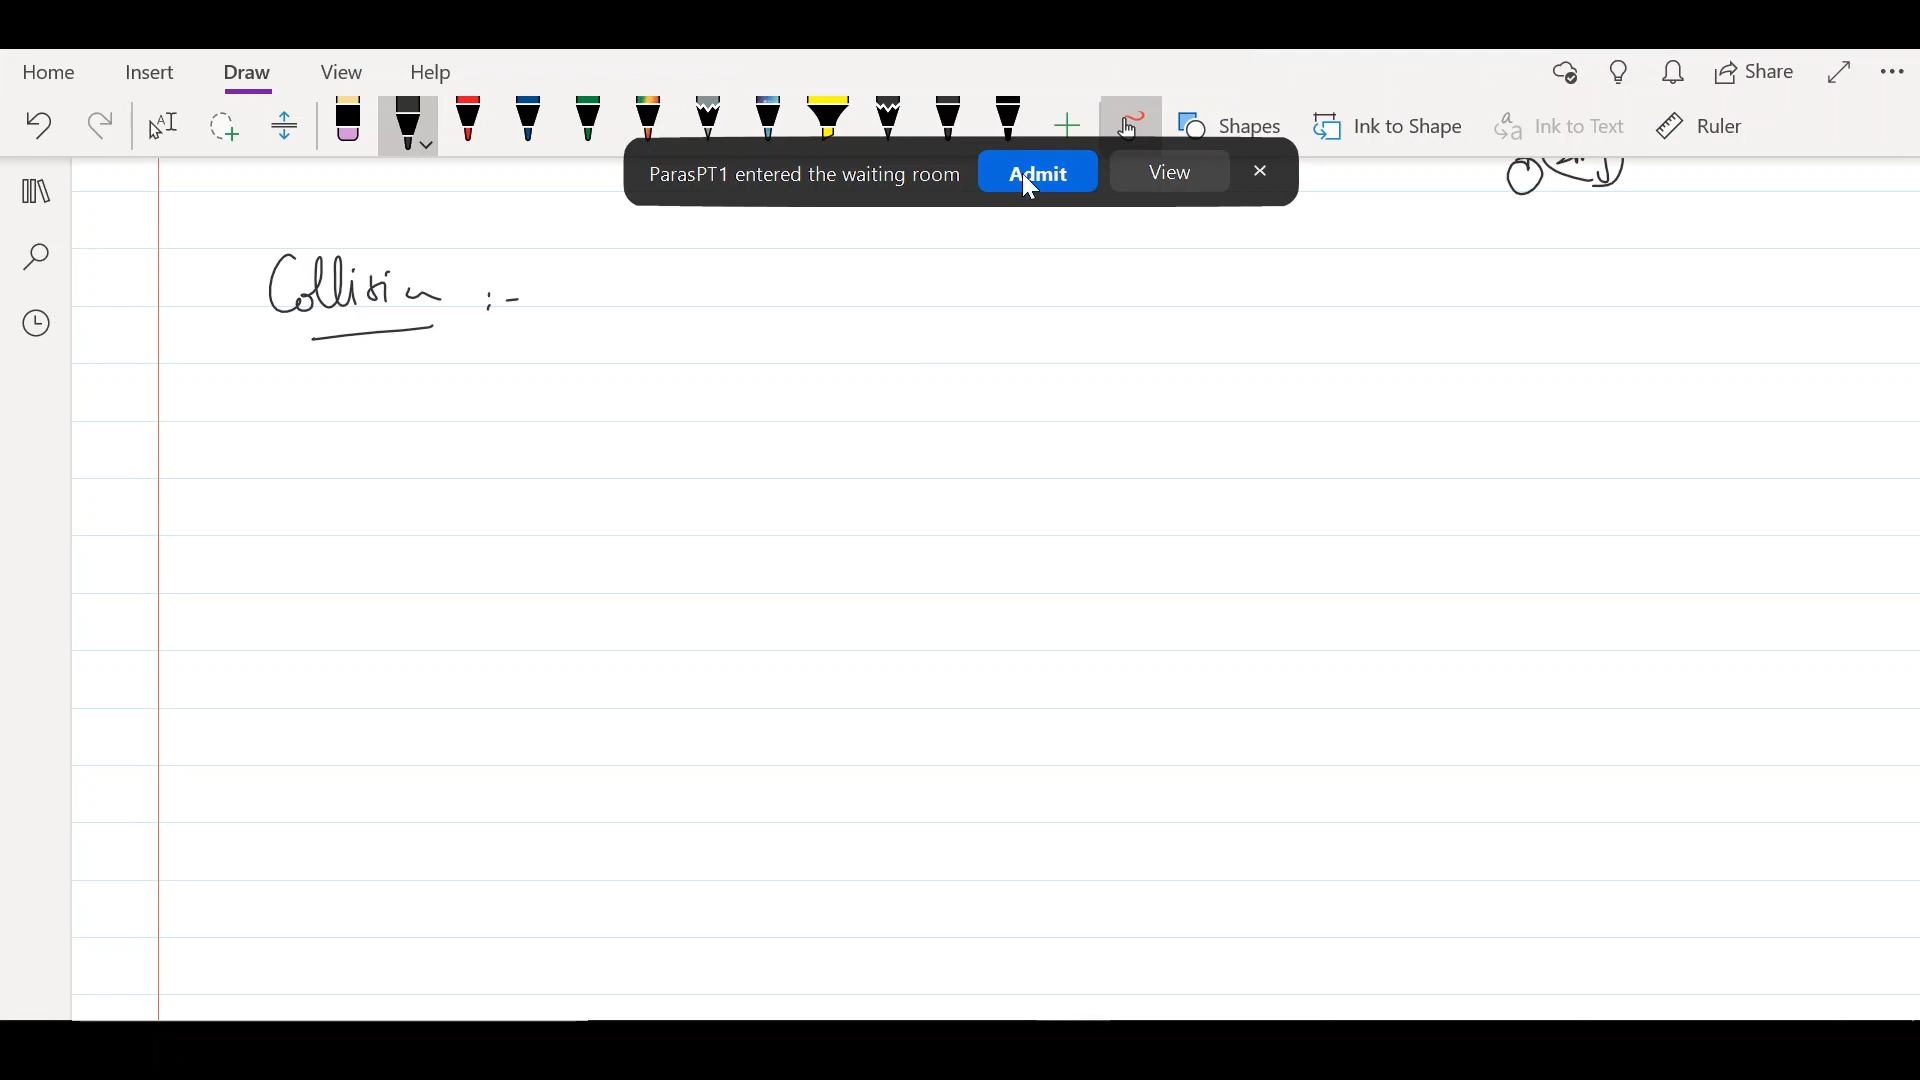 Home Insert Draw View Help Share
Shapes Ink to Shape Ink to Text Ruler
ParasPT1 entered the waiting room Admit View
Collision :-